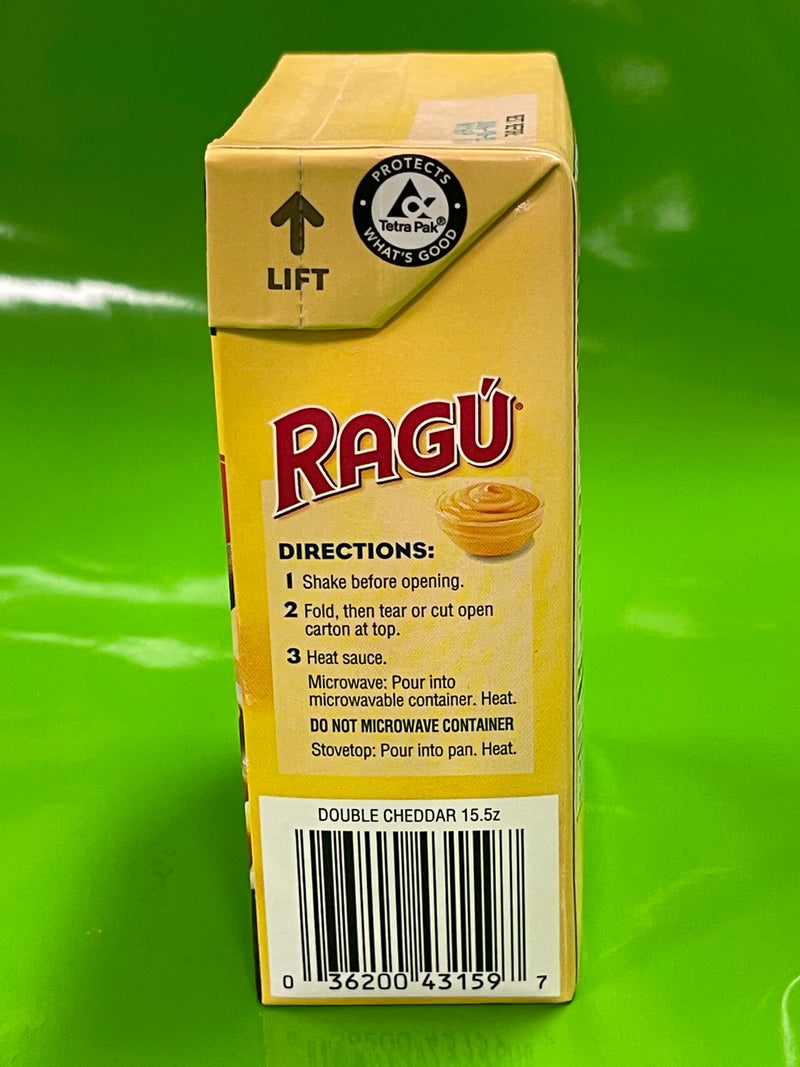 PROTECTS
Tetra Pak®
WHAT'S GOOD
LIFT
RAGÚ®
DIRECTIONS:
1 Shake before opening.
2 Fold, then tear or cut open
carton at top.
3 Heat sauce.
Microwave: Pour into
microwavable container. Heat.
DO NOT MICROWAVE CONTAINER
Stovetop: Pour into pan. Heat.
DOUBLE CHEDDAR 15.5z
0 36200 43159 7